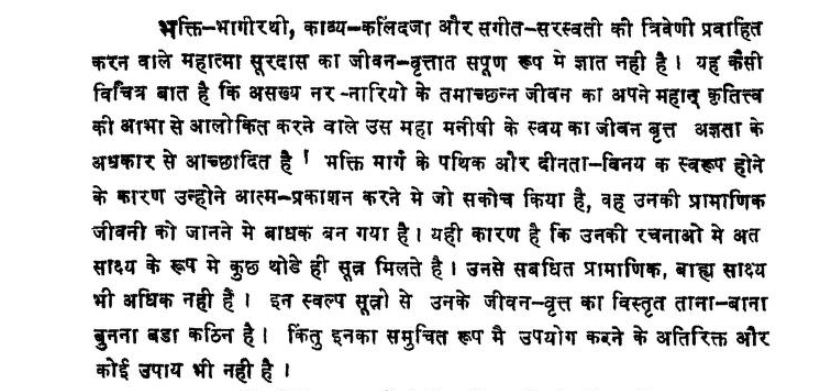 भक्ति-भागीरथी, काव्य-कलिंदजा और सगीत-सरस्वती की त्रिवेणी प्रवाहित
करन वाले महात्मा सूरदास का जीवन-वृत्तात सपूण रूप मे ज्ञात नही है। यह कैसी
विचित्र बात है कि असख्य नर-नारियो के तमाच्छन्न जीवन का अपने महान् कृतित्त्व
की आभा से आलोकित करने वाले उस महा मनीषी के स्वय का जीवन बृत्त अज्ञता के
अधकार से आच्छादित है ' भक्ति मार्ग के पथिक और दीनता-विनय क स्वरूप होने
के कारण उन्होने आत्म-प्रकाशन करने मे जो सकोच किया है, वह उनकी प्रामाणिक
जीवनी को जानने मे बाधक बन गया है। यही कारण है कि उनकी रचनाओ मे अत
साक्ष्य के रूप मे कुछ थोडे ही सूत्र मिलते है। उनसे सबधित प्रामाणिक, बाह्य साक्ष्य
भी अधिक नही हैं। इन स्वल्प सूत्रो से उनके जीवन-वृत्त का विस्तृत ताना-बाना
बुनना बडा कठिन है। किंतु इनका समुचित रूप मै उपयोग करने के अतिरिक्त और
कोई उपाय भी नही है।